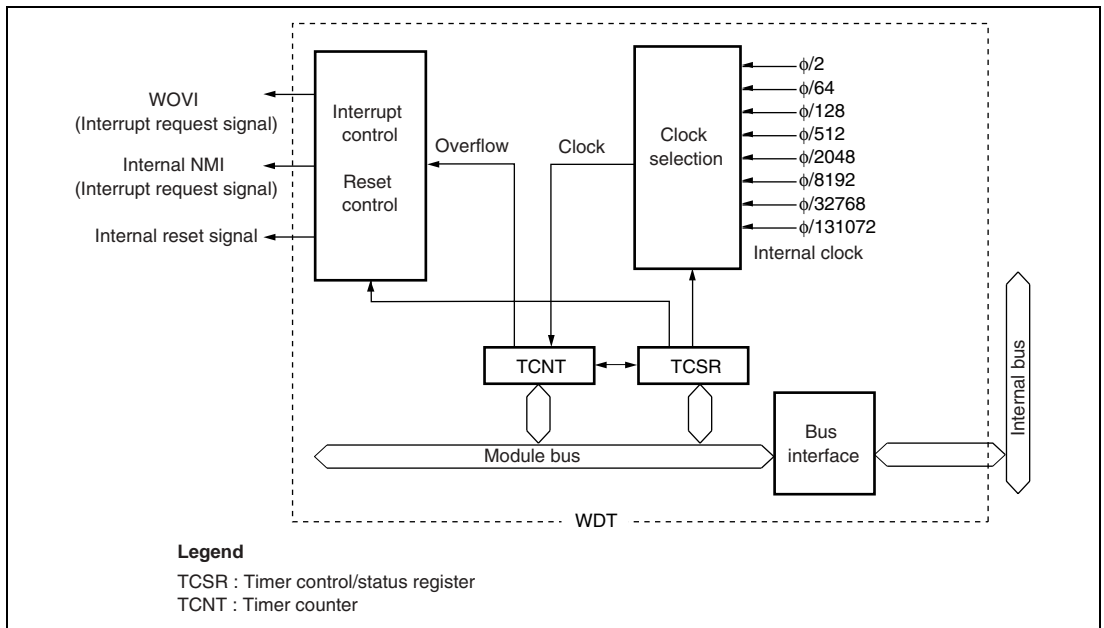 WOVI
(Interrupt request signal)
Internal NMI
(Interrupt request signal)
Internal reset signal
Interrupt
control
Reset
control
Overflow
Clock
Clock
selection
ϕ/2
ϕ/64
ϕ/128
ϕ/512
ϕ/2048
ϕ/8192
ϕ/32768
ϕ/131072
Internal clock
TCNT
TCSR
Module bus
Bus
interface
Internal bus
WDT
Legend
TCSR : Timer control/status register
TCNT : Timer counter